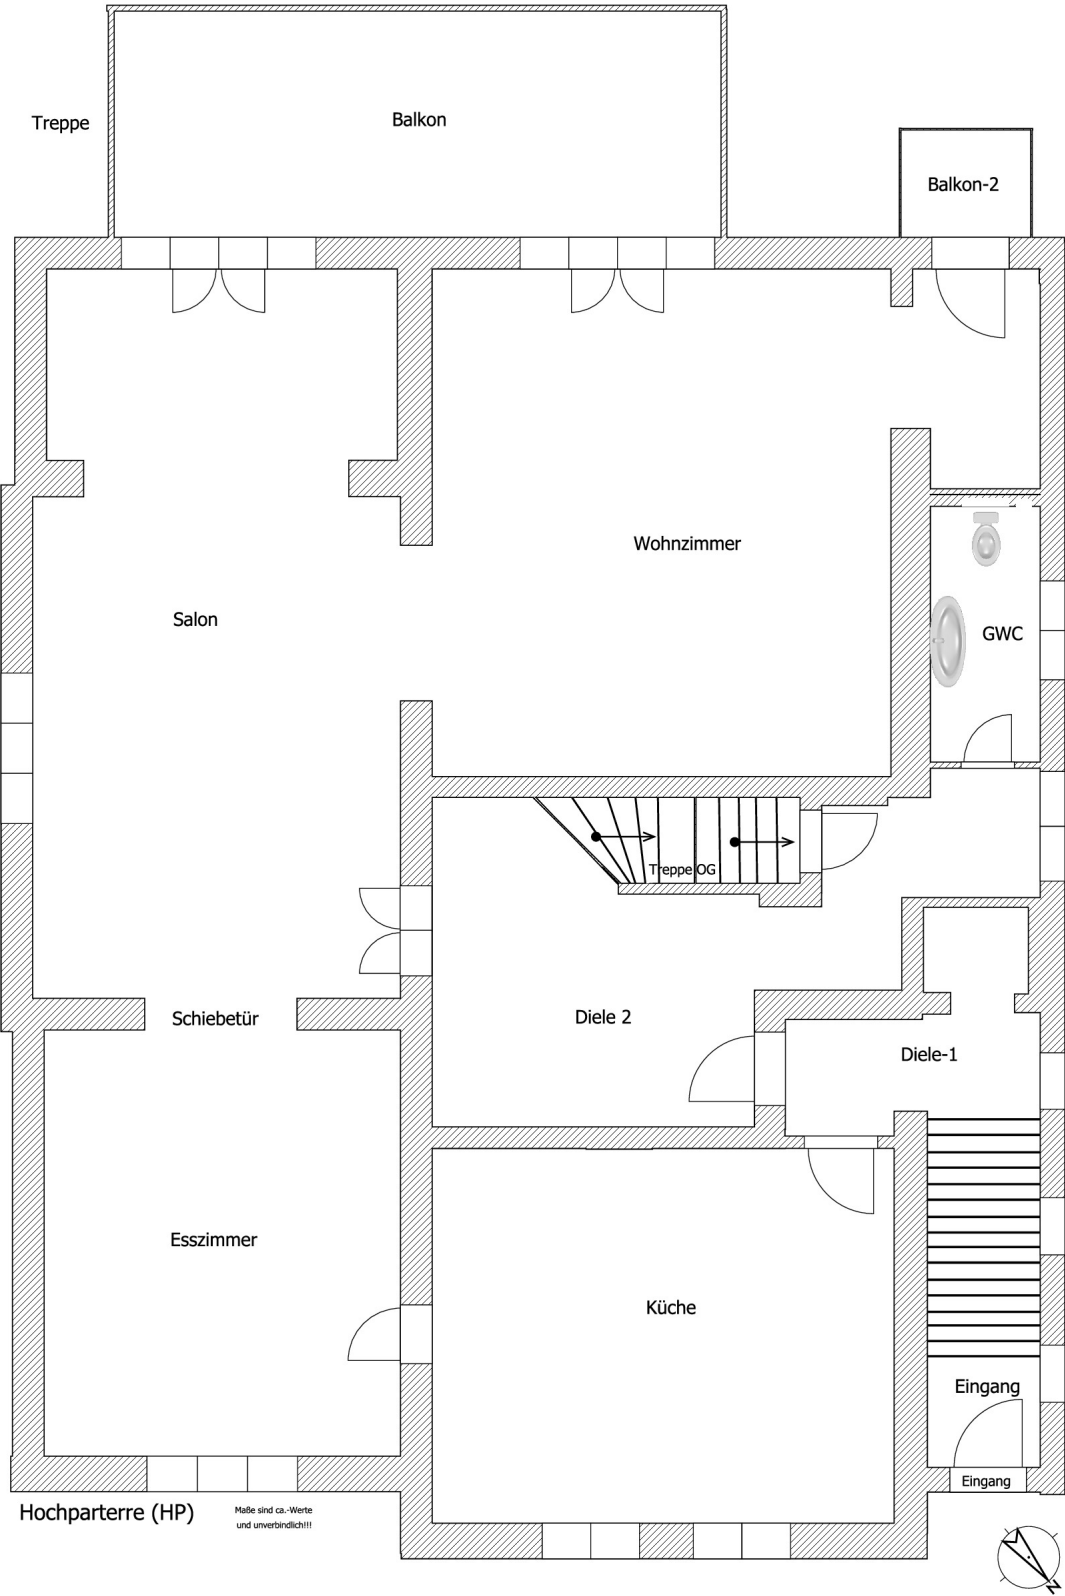 Treppe
Balkon
Balkon-2
Wohnzimmer
Salon
GWC
Treppe OG
Schiebetür
Diele 2
Diele-1
Esszimmer
Küche
Eingang
Eingang
Hochparterre (HP)
Maße sind ca.-Werte
und unverbindlich!!!
N